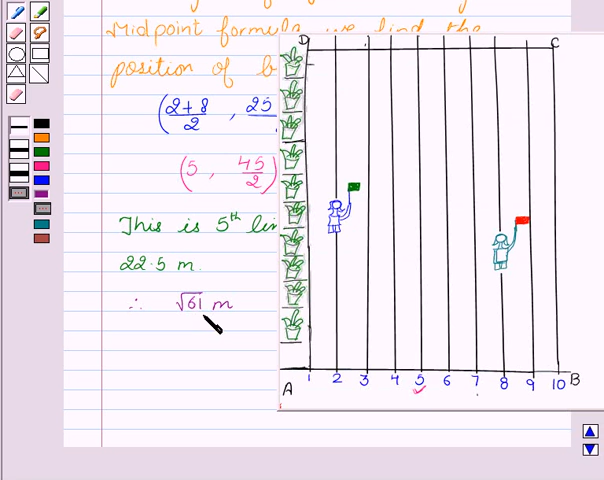 Midpoint formula we find the
position of b
(2+8/2 , 25
(5 , 45/2)
This is 5th lin
22.5 m.
∴ √61 m
D C
A B
1 2 3 4 5 6 7 8 9 10